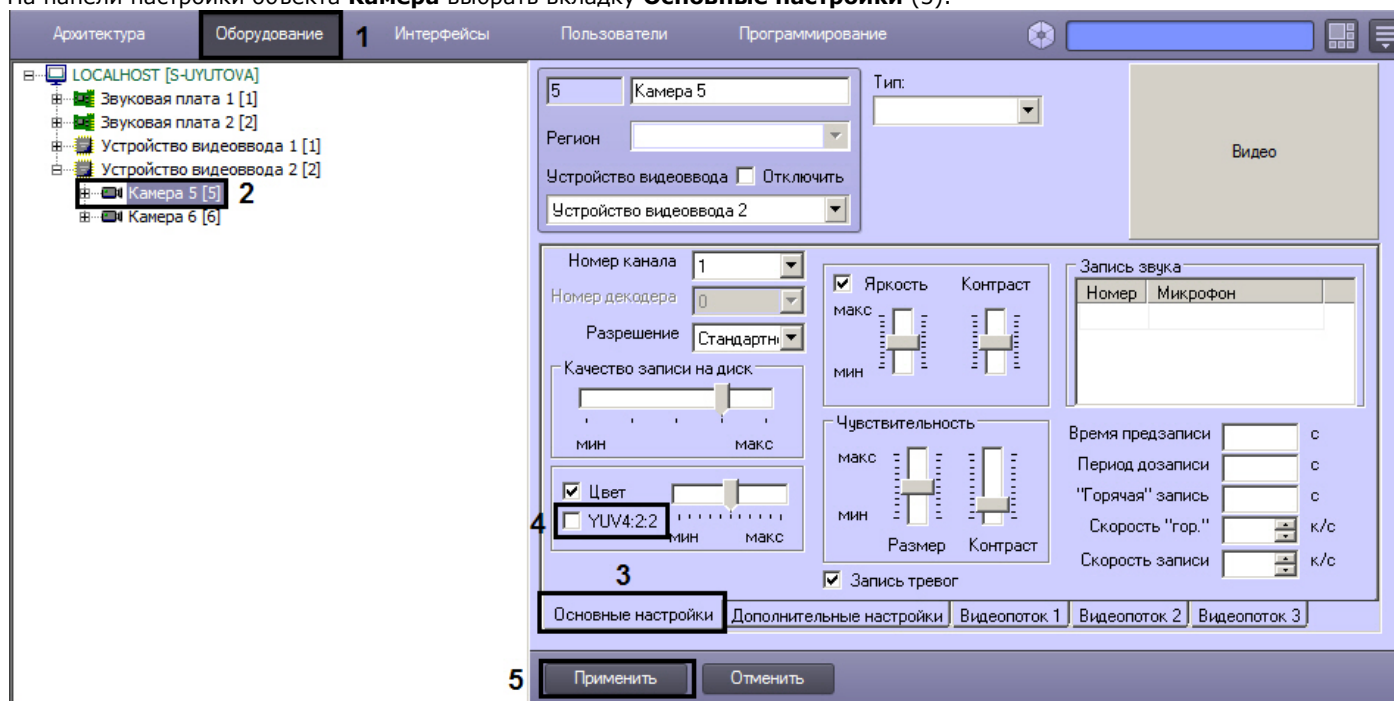 На панели настройки объекта Камера выбрать вкладку Основные настройки (3).
Архитектура Оборудование 1 Интерфейсы Пользователи Программирование
LOCALHOST [S-UYUTOVA]
Звуковая плата 1 [1]
Звуковая плата 2 [2]
Устройство видеоввода 1 [1]
Устройство видеоввода 2 [2]
Камера 5 [5] 2
Камера 6 [6]
5 Камера 5
Тип:
Регион
Устройство видеоввода Отключить
Устройство видеоввода 2
Видео
Номер канала 1
Номер декодера 0
Разрешение Стандартн
Качество записи на диск
мин макс
Цвет
4 YUV4:2:2
мин макс
Яркость Контраст
макс
мин
Чувствительность
макс
мин
Размер Контраст
Запись тревог
Запись звука
Номер Микрофон
Время предзаписи с
Период дозаписи с
"Горячая" запись с
Скорость "гор." к/с
Скорость записи к/с
3
Основные настройки Дополнительные настройки Видеопоток 1 Видеопоток 2 Видеопоток 3
5 Применить Отменить